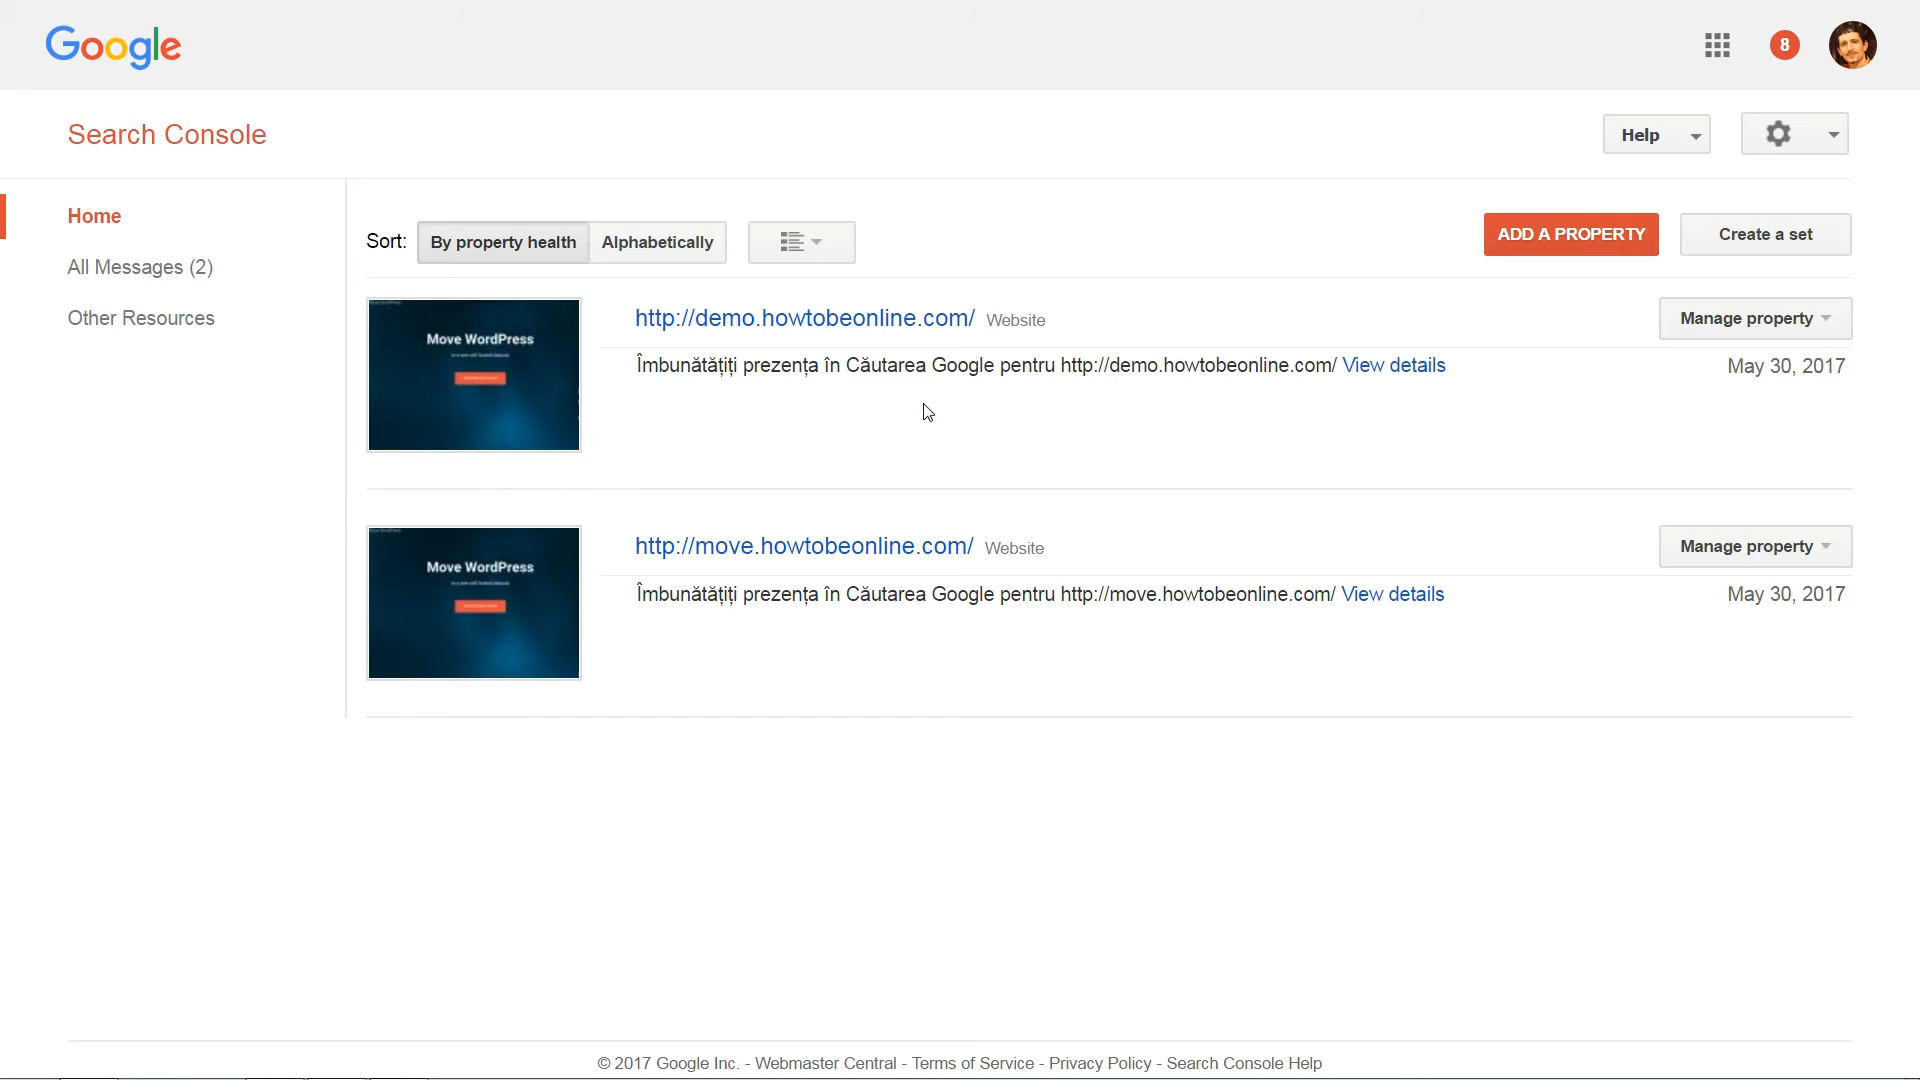 Google
8
Search Console
Help
Home
All Messages (2)
Other Resources
Sort: By property health Alphabetically
ADD A PROPERTY
Create a set
Move WordPress
http://demo.howtobeonline.com/ Website
Manage property
Îmbunătățiți prezența în Căutarea Google pentru http://demo.howtobeonline.com/ View details
May 30, 2017
Move WordPress
http://move.howtobeonline.com/ Website
Manage property
Îmbunătățiți prezența în Căutarea Google pentru http://move.howtobeonline.com/ View details
May 30, 2017
© 2017 Google Inc. - Webmaster Central - Terms of Service - Privacy Policy - Search Console Help